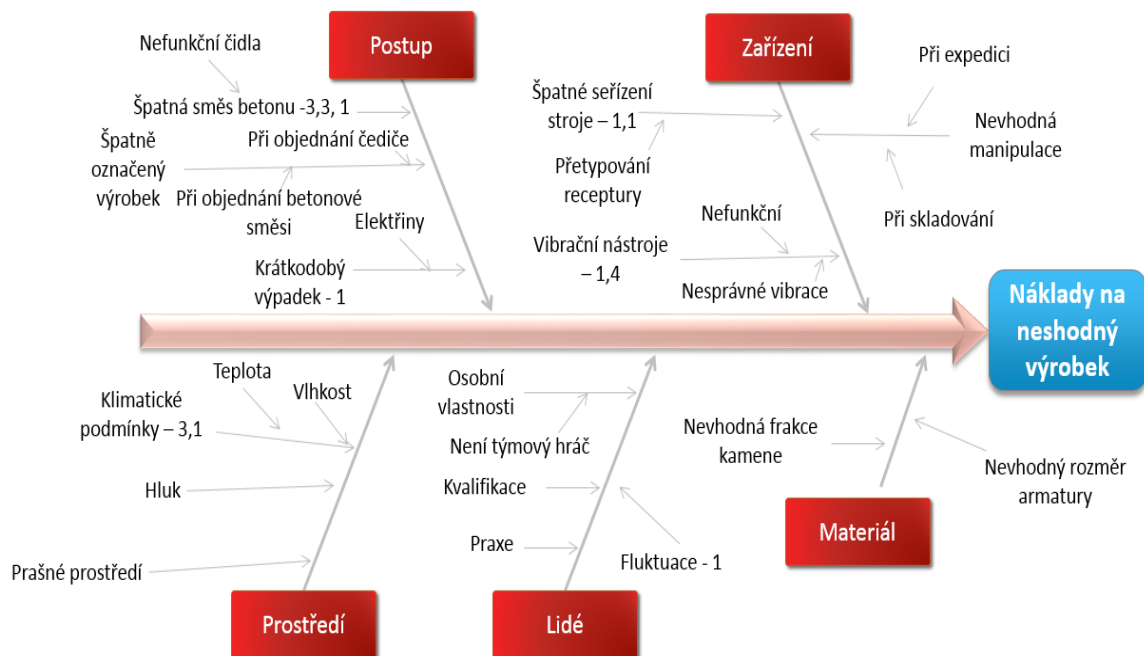 Postup
Nefunkční čidla
Špatná směs betonu -3,3, 1
Při objednání čediče
Špatně
označený
výrobek
Při objednání betonové
směsi
Elektřiny
Krátkodobý
výpadek - 1
Zařízení
Při expedici
Špatné seřízení
stroje – 1,1
Nevhodná
manipulace
Přetypování
receptury
Nefunkční
Při skladování
Vibrační nástroje
– 1,4
Nesprávné vibrace
Náklady na
neshodný
výrobek
Teplota
Vlhkost
Klimatické
podmínky – 3,1
Hluk
Prašné prostředí
Prostředí
Osobní
vlastnosti
Není týmový hráč
Kvalifikace
Praxe
Fluktuace - 1
Lidé
Nevhodná frakce
kamene
Nevhodný rozměr
armatury
Materiál